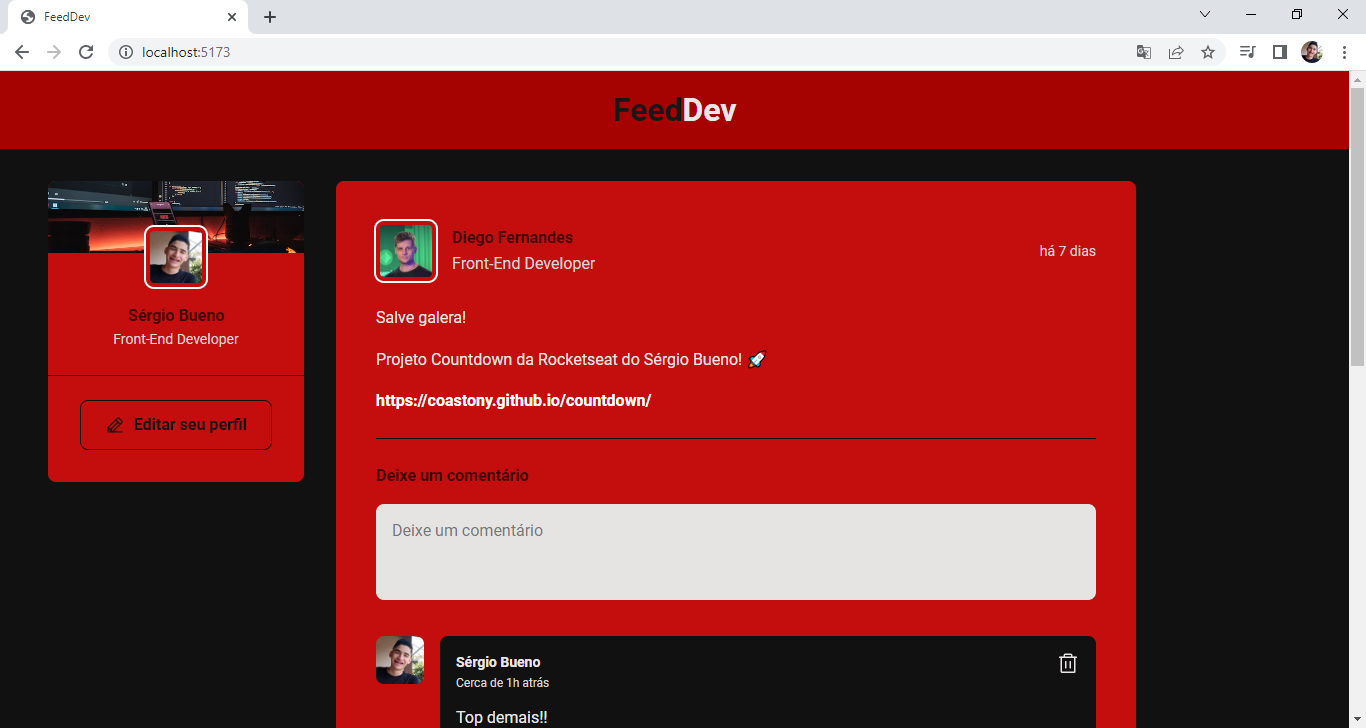 FeedDev
localhost:5173
FeedDev
Diego Fernandes
Front-End Developer
há 7 dias
Sérgio Bueno
Front-End Developer
Editar seu perfil
Salve galera!
Projeto Countdown da Rocketseat do Sérgio Bueno! 🚀
https://coastony.github.io/countdown/
Deixe um comentário
Deixe um comentário
Sérgio Bueno
Cerca de 1h atrás
Top demais!!